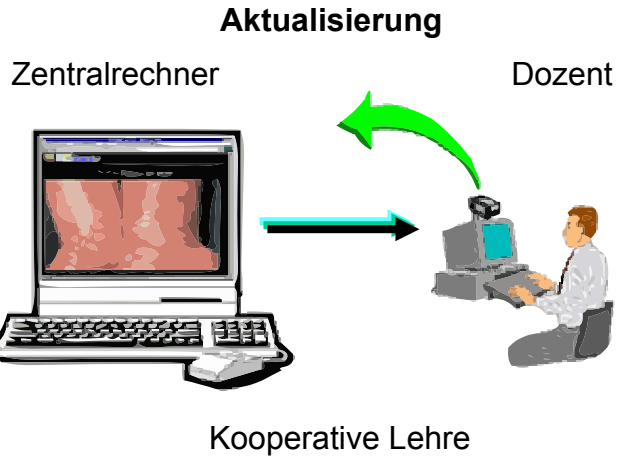 Aktualisierung
Zentralrechner
Dozent
Kooperative Lehre